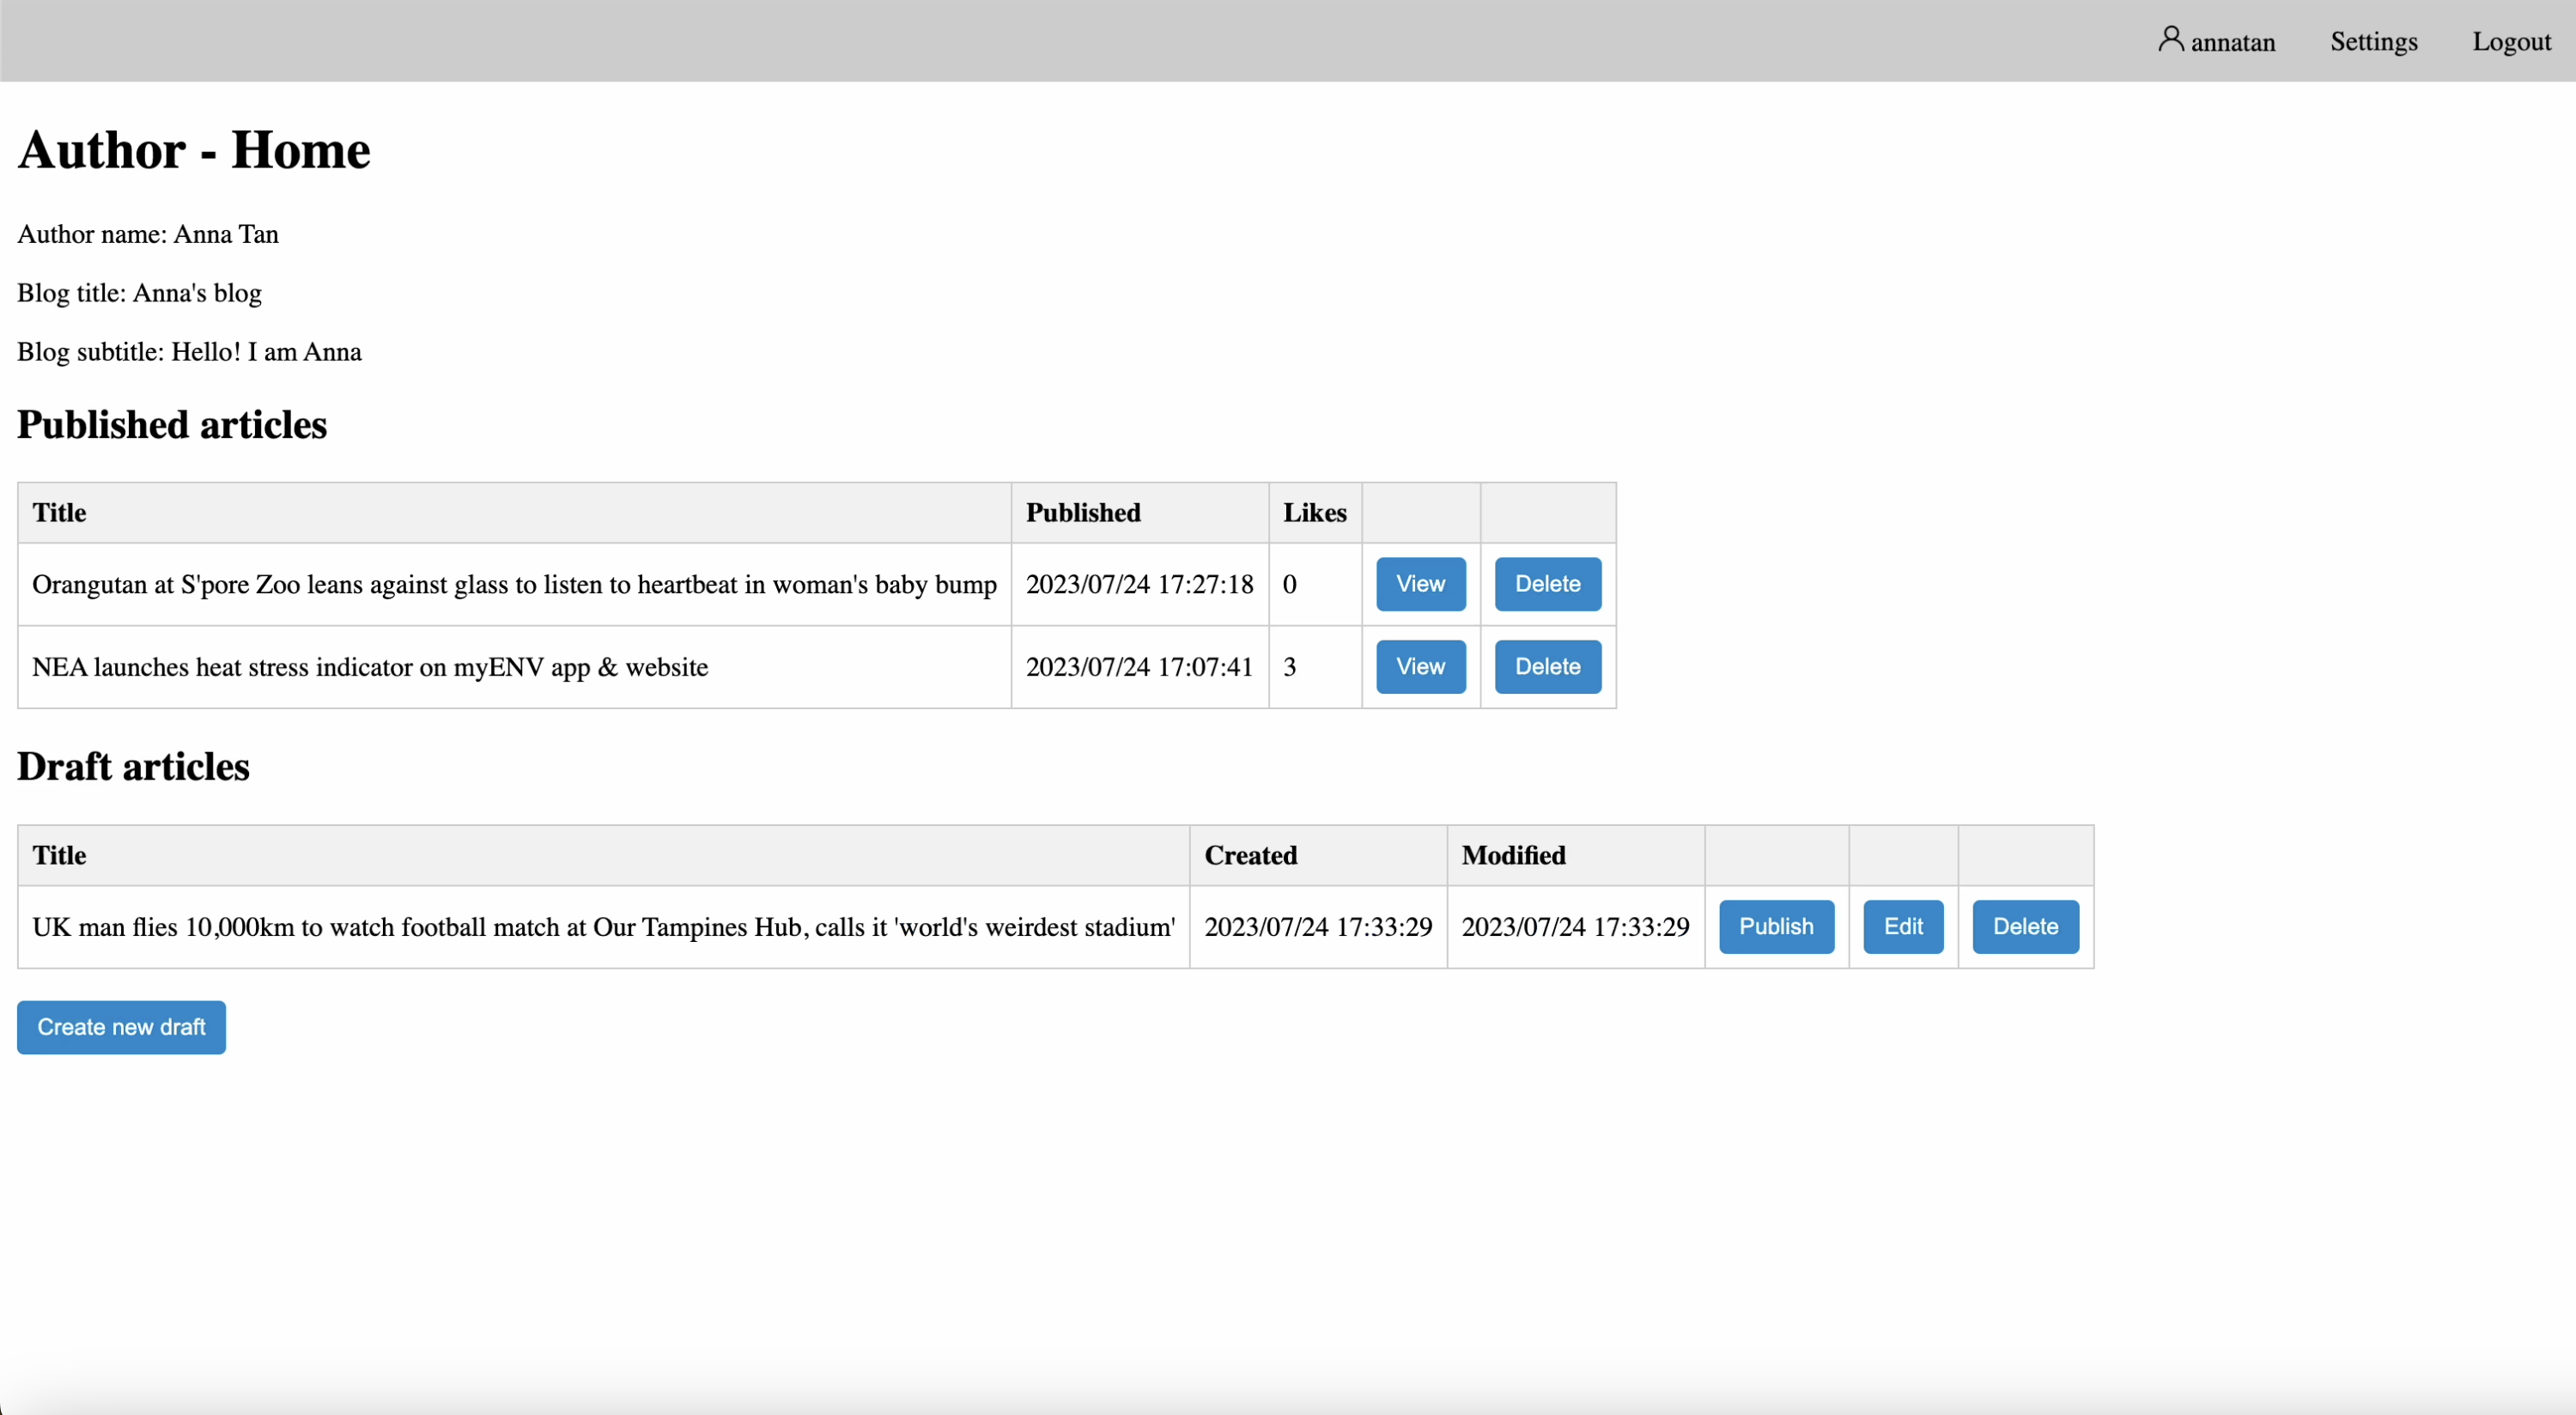 annatan Settings Logout
Author - Home
Author name: Anna Tan
Blog title: Anna's blog
Blog subtitle: Hello! I am Anna
Published articles
Title Published Likes
Orangutan at S'pore Zoo leans against glass to listen to heartbeat in woman's baby bump 2023/07/24 17:27:18 0 View Delete
NEA launches heat stress indicator on myENV app & website 2023/07/24 17:07:41 3 View Delete
Draft articles
Title Created Modified
UK man flies 10,000km to watch football match at Our Tampines Hub, calls it 'world's weirdest stadium' 2023/07/24 17:33:29 2023/07/24 17:33:29 Publish Edit Delete
Create new draft